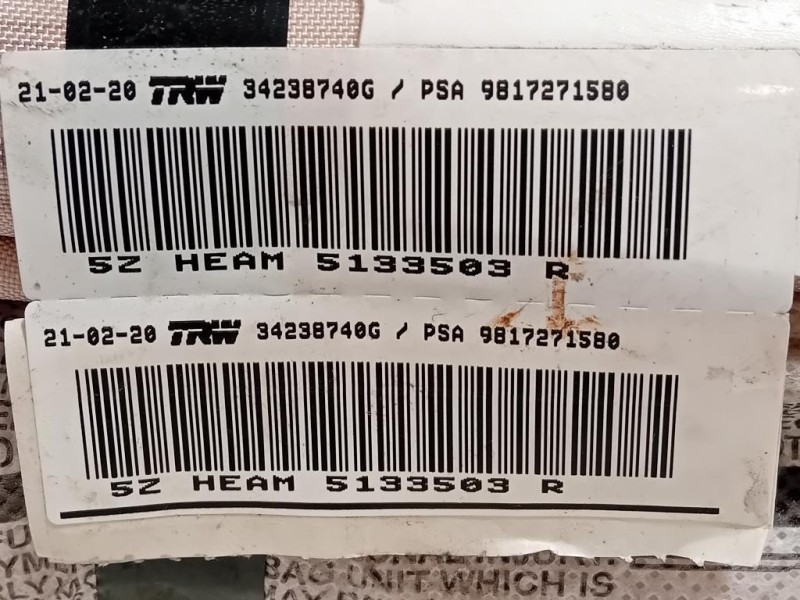 21-02-20 TRW 34238740G / PSA 9817271580
5Z HEAM 5133503 R
21-02-20 TRW 34238740G / PSA 9817271580
5Z HEAM 5133503 R
BAG UNIT WHICH IS